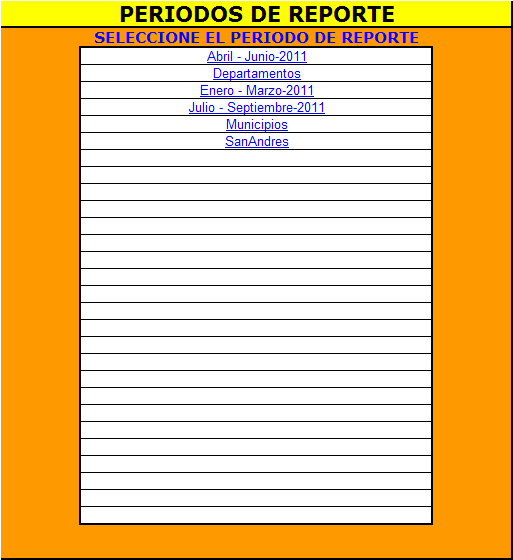 PERIODOS DE REPORTE
SELECCIONE EL PERIODO DE REPORTE
Abril - Junio-2011
Departamentos
Enero - Marzo-2011
Julio - Septiembre-2011
Municipios
SanAndres